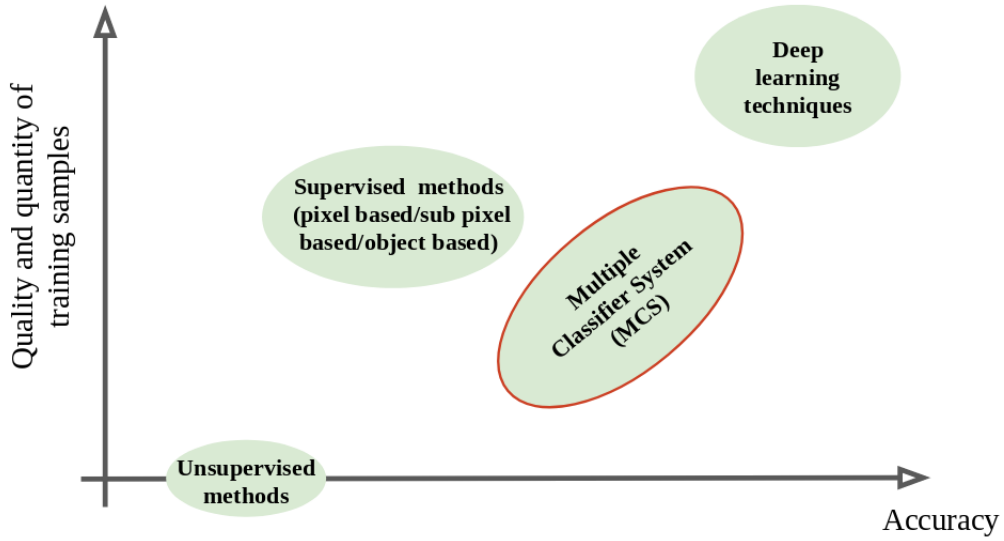 Quality and quantity of
training samples
Deep
learning
techniques
Supervised methods
(pixel based/sub pixel
based/object based)
Multiple
Classifier System
(MCS)
Unsupervised
methods
Accuracy